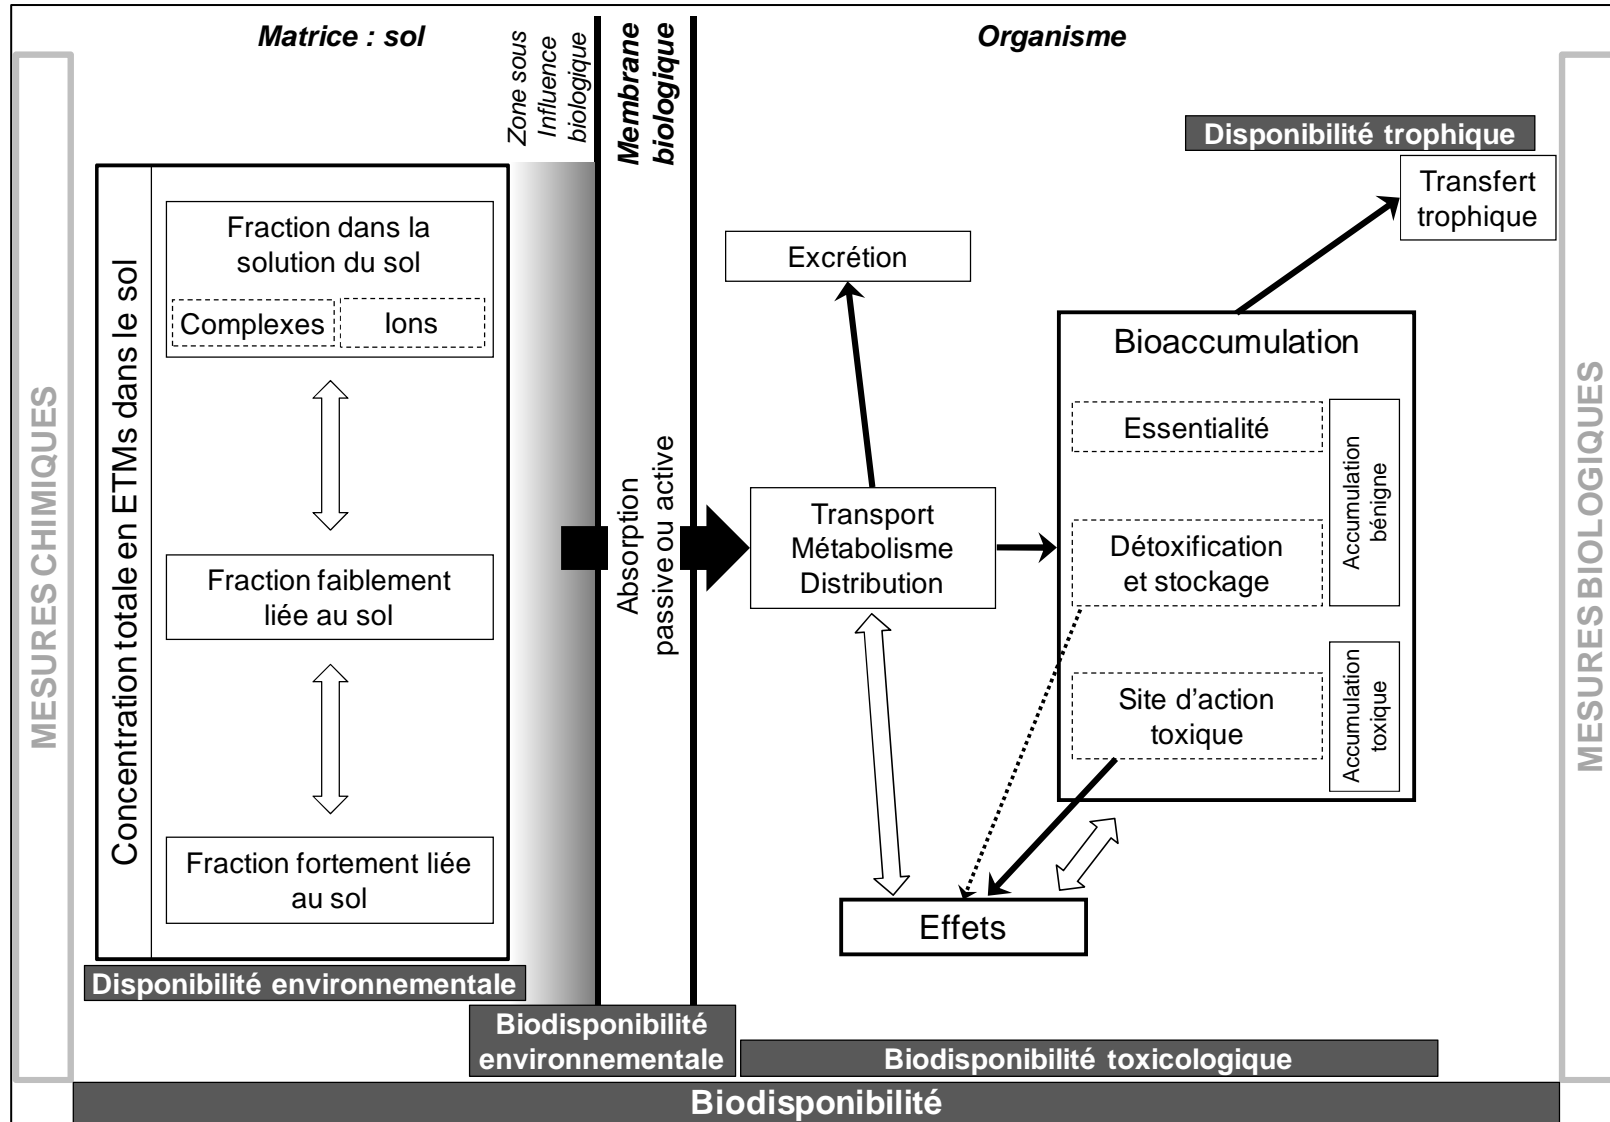 Matrice : sol
Zone sous
Influence
biologique
Membrane
biologique
Organisme
MESURES CHIMIQUES
Concentration totale en ETMs dans le sol
Fraction dans la
solution du sol
Complexes
Ions
Fraction faiblement
liée au sol
Fraction fortement liée
au sol
Disponibilité environnementale
Absorption
passive ou active
Biodisponibilité
environnementale
Excrétion
Transport
Métabolisme
Distribution
Disponibilité trophique
Transfert
trophique
Bioaccumulation
Essentialité
Détoxification
et stockage
Accumulation
bénigne
Site d'action
toxique
Accumulation
toxique
Effets
Biodisponibilité toxicologique
MESURES BIOLOGIQUES
Biodisponibilité